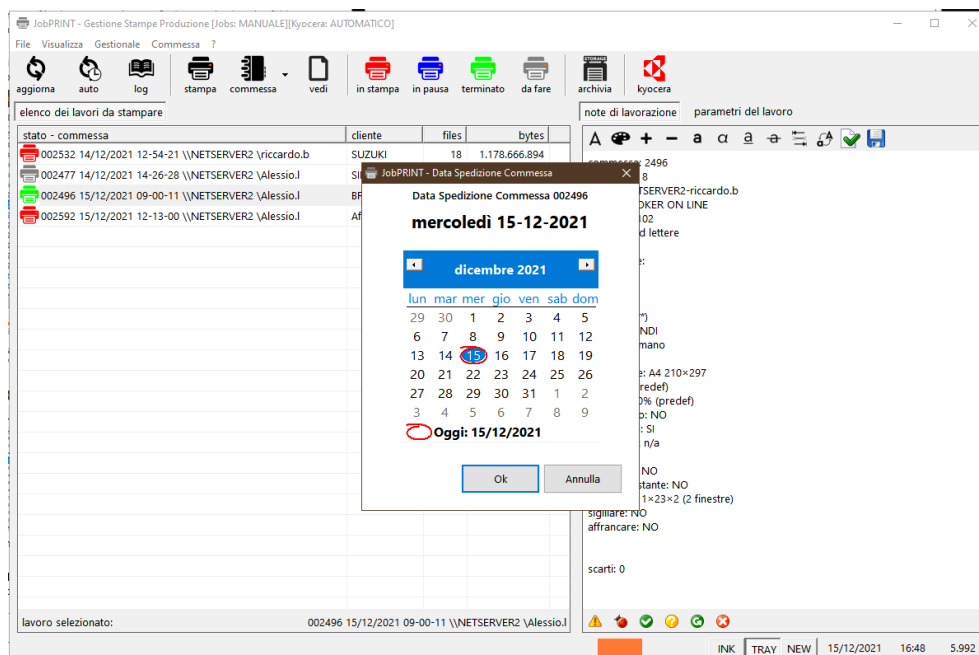 JobPRINT - Gestione Stampe Produzione [Jobs: MANUALE][Kyocera: AUTOMATICO]
File Visualizza Gestionale Commessa ?
aggiorna auto log stampa commessa vedi in stampa in pausa terminato da fare archivia kyocera
STORAGE
elenco dei lavori da stampare
stato - commessa cliente files bytes
002532 14/12/2021 12-54-21 \\NETSERVER2 \riccardo.b SUZUKI 18 1.178.666.894
002477 14/12/2021 14-26-28 \\NETSERVER2 \Alessio.l
002496 15/12/2021 09-00-11 \\NETSERVER2 \Alessio.l
002592 15/12/2021 12-13-00 \\NETSERVER2 \Alessio.l
lavoro selezionato: 002496 15/12/2021 09-00-11 \\NETSERVER2 \Alessio.l
JobPRINT - Data Spedizione Commessa
Data Spedizione Commessa 002496
mercoledì 15-12-2021
dicembre 2021
lun mar mer gio ven sab dom
29 30 1 2 3 4 5
6 7 8 9 10 11 12
13 14 15 16 17 18 19
20 21 22 23 24 25 26
27 28 29 30 31 1 2
3 4 5 6 7 8 9
Oggi: 15/12/2021
Ok Annulla
note di lavorazione parametri del lavoro
A + - a α a a
2496
8
TSERVER2-riccardo.b
OKER ON LINE
102
d lettere
*)
NDI
mano
e: A4 210×297
redef)
0% (predef)
o: NO
: SI
: n/a
NO
stante: NO
1×23×2 (2 finestre)
sigillare: NO
affrancare: NO
scarti: 0
INK TRAY NEW 15/12/2021 16:48 5.992